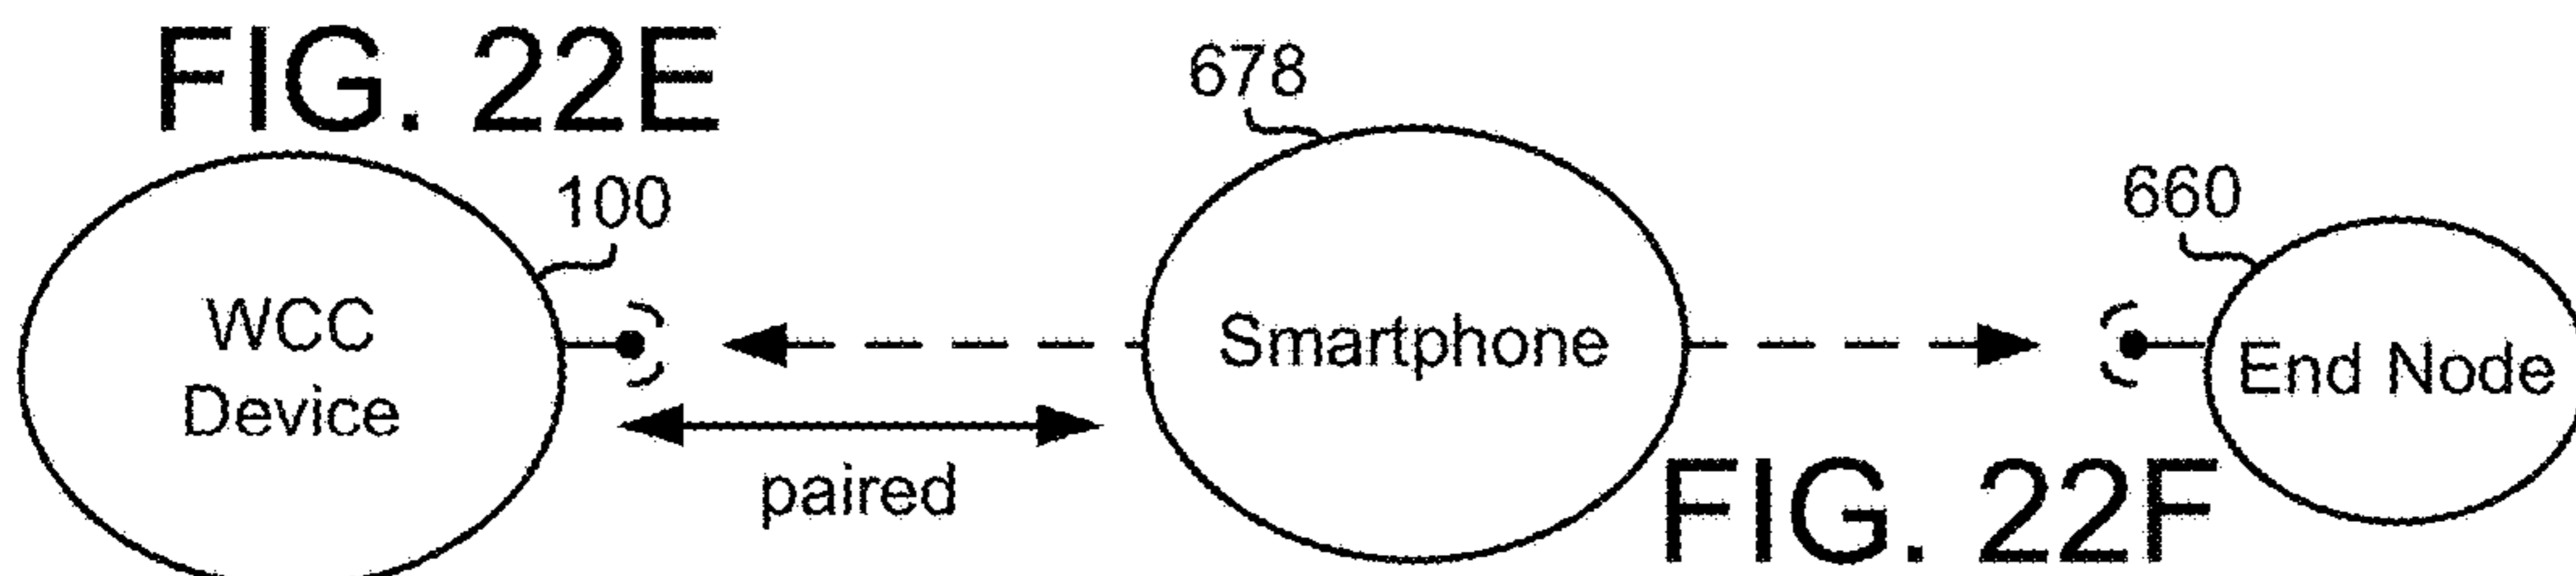 FIG. 22E
678
100
660
WCC
Device
Smartphone
End Node
paired
FIG. 22F